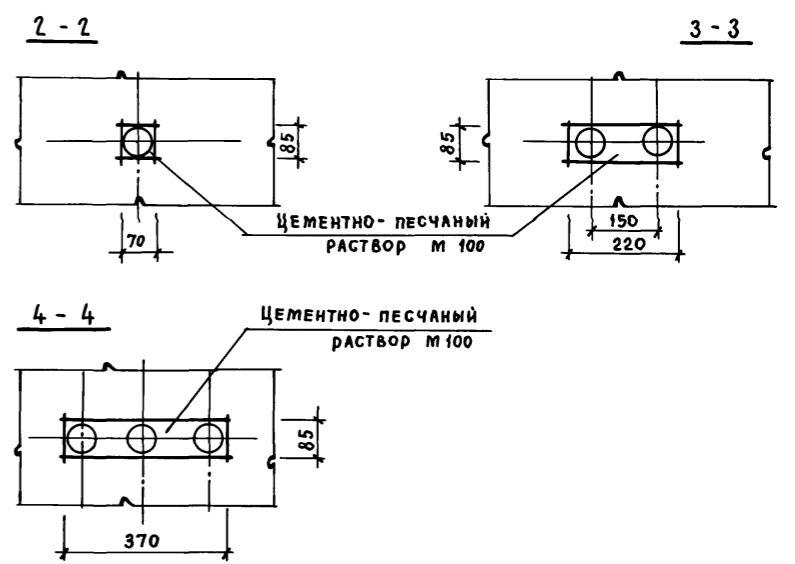 2 - 2
3 - 3
85
85
ЦЕМЕНТНО- ПЕСЧАНЫЙ
РАСТВОР М 100
70
150
220
4 - 4
ЦЕМЕНТНО- ПЕСЧАНЫЙ
РАСТВОР М 100
85
370